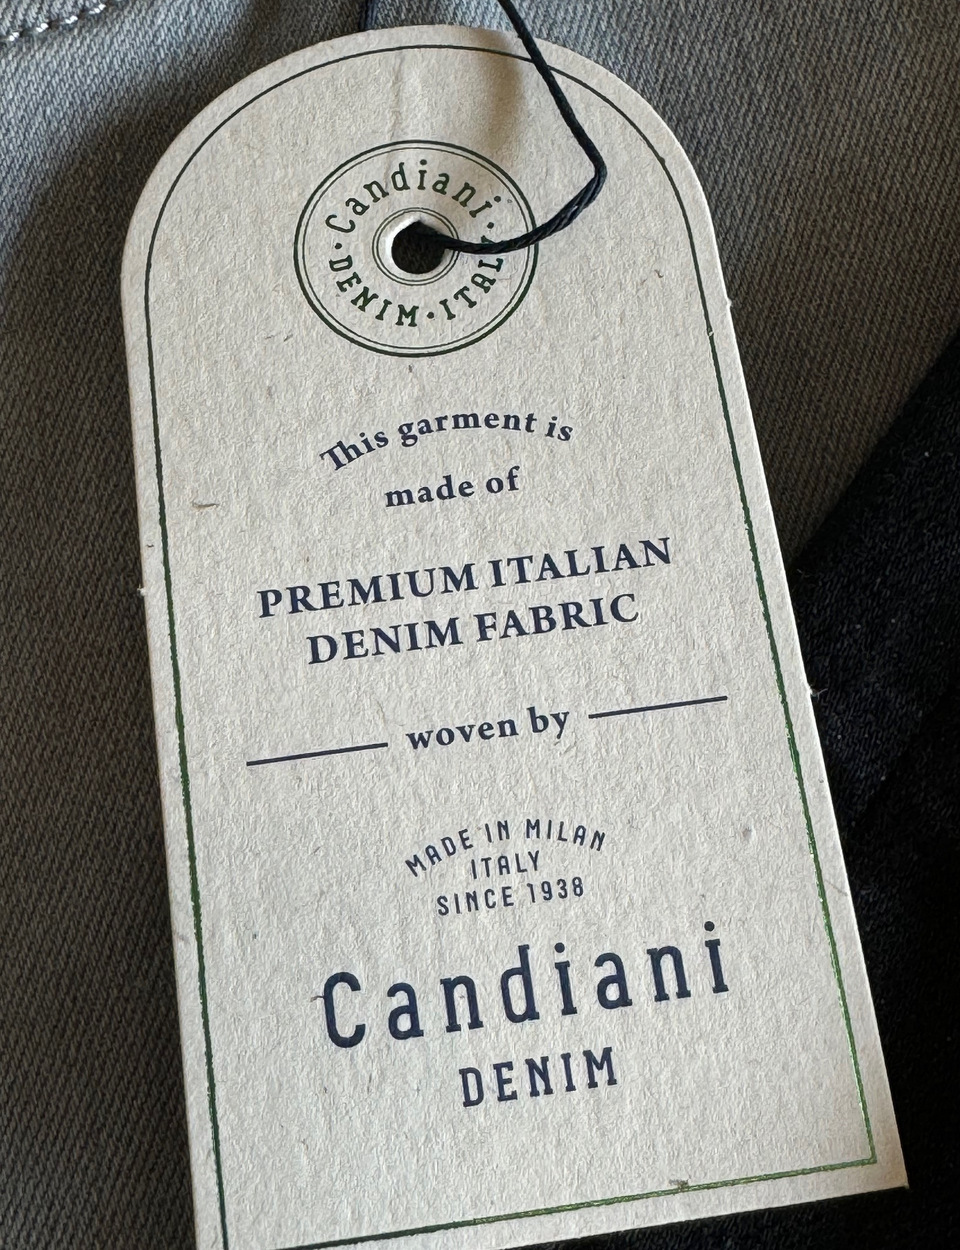 Candiani
DENIM · ITALY
This garment is
made of
PREMIUM ITALIAN
DENIM FABRIC
woven by
MADE IN MILAN
ITALY
SINCE 1938
Candiani
DENIM